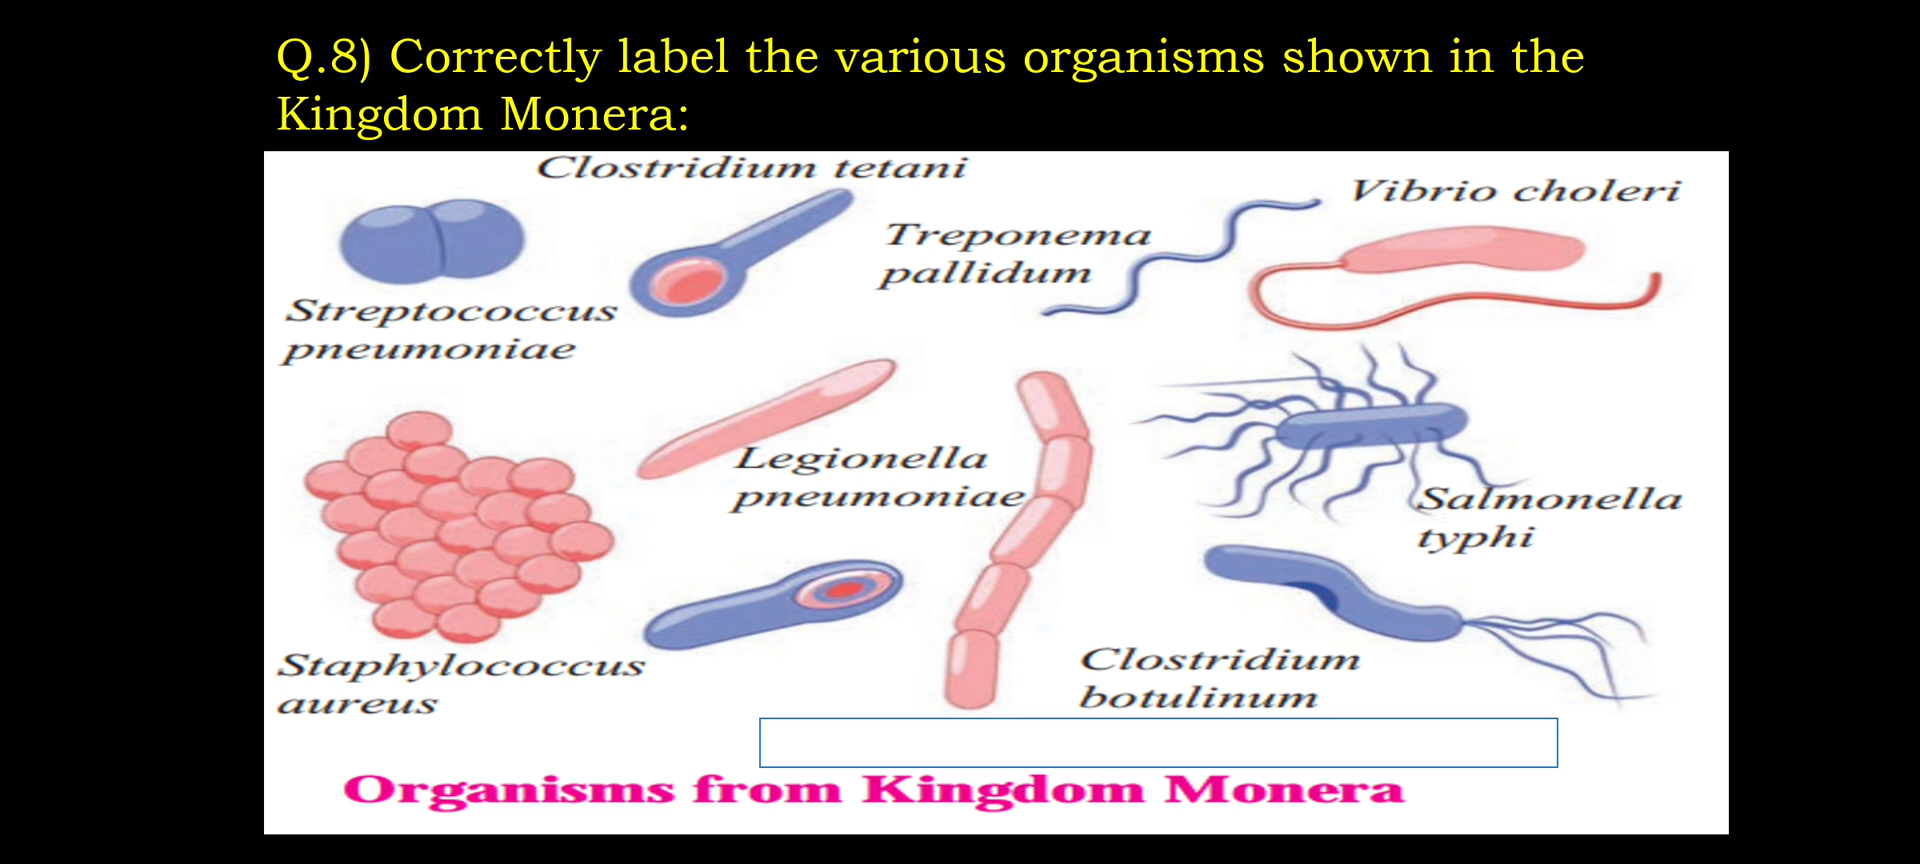 Q.8) Correctly label the various organisms shown in the
Kingdom Monera:
Clostridium tetani
Vibrio choleri
Treponema
pallidum
Streptococcus
pneumoniae
Legionella
pneumoniae
Salmonella
typhi
Staphylococcus
aureus
Clostridium
botulinum
Organisms from Kingdom Monera